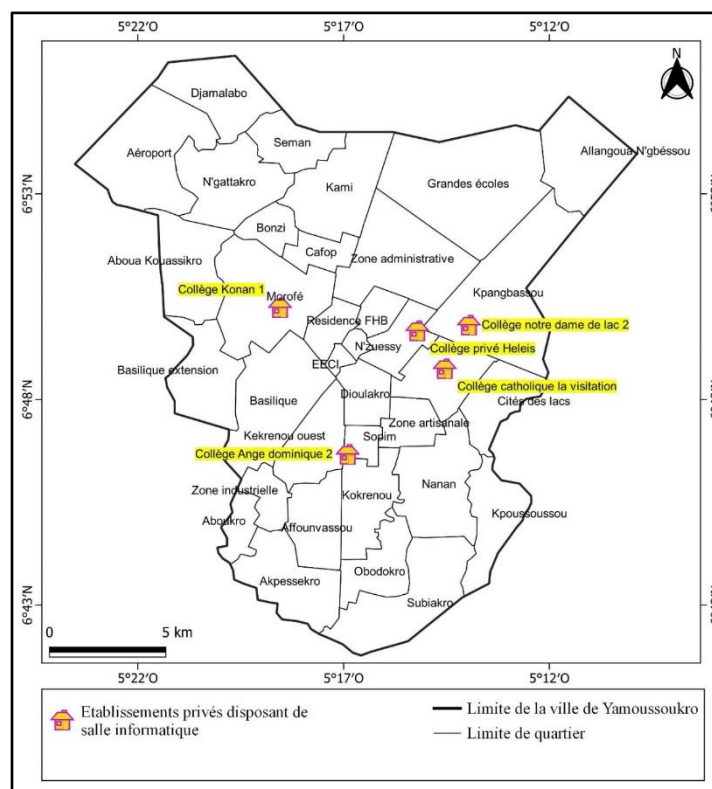 5°22'O 5°17'O 5°12'O
N
Djamalabo
Seman
Aéroport
Allangoua-N'gbéssou
N'gattakro
Kami
Grandes écoles
6°53'N
Bonzi
Cafop
Aboua Kouassikro
Zone administrative
Collège Konan 1
Morofé
Kpangbassou
Residence FHB
Collège notre dame de lac 2
N'zuessy
Collège privé Heleis
EECI
Basilique extension
Collège catholique la visitation
6°48'N
Basilique
Dioulakro
Cités des lacs
Zone artisanale
Kekrenou ouest
Sopim
Collège Ange dominique 2
Zone industrielle
Kokrenou
Nanan
Aboukro
Affounvassou
Kpoussoussou
Akpessekro
Obodokro
Subiakro
6°43'N
0 5 km
5°22'O 5°17'O 5°12'O
Etablissements privés disposant de
salle informatique
Limite de la ville de Yamoussoukro
Limite de quartier